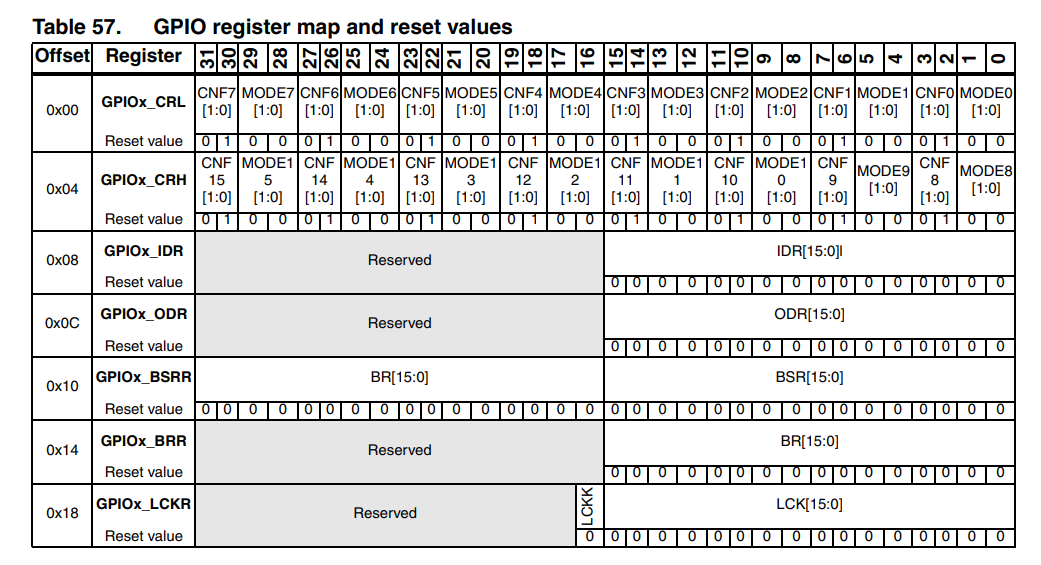 Table 57. GPIO register map and reset values
Offset Register 31 30 29 28 27 26 25 24 23 22 21 20 19 18 17 16 15 14 13 12 11 10 9 8 7 6 5 4 3 2 1 0
0x00 GPIOx_CRL CNF7 [1:0] MODE7 [1:0] CNF6 [1:0] MODE6 [1:0] CNF5 [1:0] MODE5 [1:0] CNF4 [1:0] MODE4 [1:0] CNF3 [1:0] MODE3 [1:0] CNF2 [1:0] MODE2 [1:0] CNF1 [1:0] MODE1 [1:0] CNF0 [1:0] MODE0 [1:0]
Reset value 0 1 0 0 0 1 0 0 0 1 0 0 0 1 0 0 0 1 0 0 0 1 0 0 0 1 0 0 0 1 0 0
0x04 GPIOx_CRH CNF 15 [1:0] MODE1 5 [1:0] CNF 14 [1:0] MODE1 4 [1:0] CNF 13 [1:0] MODE1 3 [1:0] CNF 12 [1:0] MODE1 2 [1:0] CNF 11 [1:0] MODE1 1 [1:0] CNF 10 [1:0] MODE1 0 [1:0] CNF 9 [1:0] MODE9 [1:0] CNF 8 [1:0] MODE8 [1:0]
Reset value 0 1 0 0 0 1 0 0 0 1 0 0 0 1 0 0 0 1 0 0 0 1 0 0 0 1 0 0 0 1 0 0
0x08 GPIOx_IDR Reserved IDR[15:0]I
Reset value 0 0 0 0 0 0 0 0 0 0 0 0 0 0 0 0
0x0C GPIOx_ODR Reserved ODR[15:0]
Reset value 0 0 0 0 0 0 0 0 0 0 0 0 0 0 0 0
0x10 GPIOx_BSRR BR[15:0] BSR[15:0]
Reset value 0 0 0 0 0 0 0 0 0 0 0 0 0 0 0 0 0 0 0 0 0 0 0 0 0 0 0 0 0 0 0 0
0x14 GPIOx_BRR Reserved BR[15:0]
Reset value 0 0 0 0 0 0 0 0 0 0 0 0 0 0 0 0
0x18 GPIOx_LCKR Reserved LCKK LCK[15:0]
Reset value 0 0 0 0 0 0 0 0 0 0 0 0 0 0 0 0 0